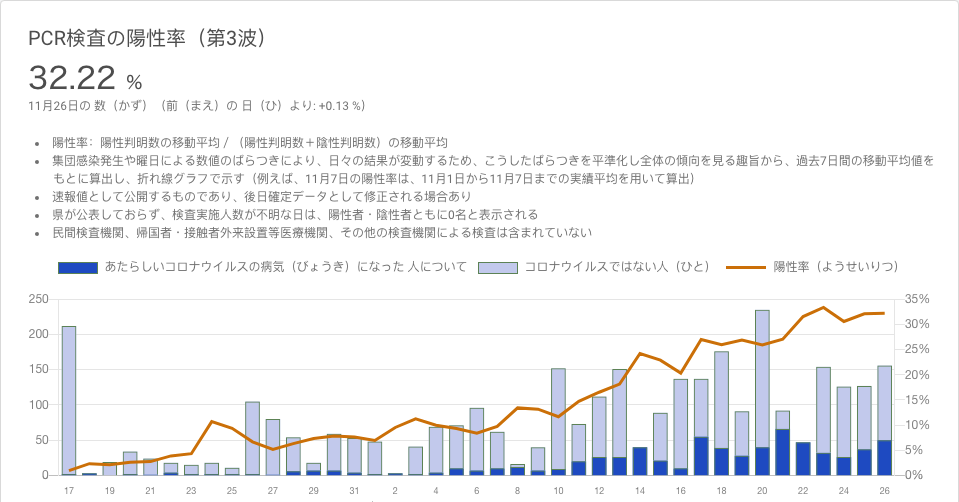 PCR検査の陽性率（第3波）
32.22 %
11月26日の 数（かず）（前（まえ）の 日（ひ）より: +0.13 %）
• 陽性率：陽性判明数の移動平均 / （陽性判明数＋陰性判明数）の移動平均
• 集団感染発生や曜日による数値のばらつきにより、日々の結果が変動するため、こうしたばらつきを平準化し全体の傾向を見る趣旨から、過去7日間の移動平均値を
もとに算出し、折れ線グラフで示す（例えば、11月7日の陽性率は、11月1日から11月7日までの実績平均を用いて算出）
• 速報値として公開するものであり、後日確定データとして修正される場合あり
• 県が公表しておらず、検査実施人数が不明な日は、陽性者・陰性者ともに0名と表示される
• 民間検査機関、帰国者・接触者外来設置等医療機関、その他の検査機関による検査は含まれていない
あたらしいコロナウイルスの病気（びょうき）になった 人について コロナウイルスではない人（ひと） 陽性率（ようせいりつ）
250 35%
30%
200
25%
150 20%
15%
100
10%
50
5%
0 0%
17 19 21 23 25 27 29 31 2 4 6 8 10 12 14 16 18 20 22 24 26